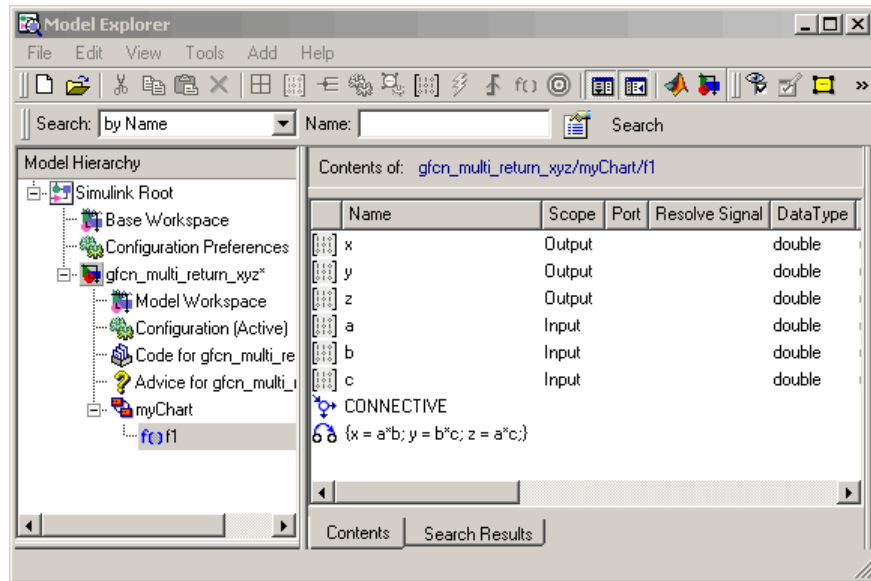 Model Explorer
File Edit View Tools Add Help
f()
»
Search: by Name Name: Search
Model Hierarchy
Simulink Root
Base Workspace
Configuration Preferences
gfcn_multi_return_xyz*
Model Workspace
Configuration (Active)
Code for gfcn_multi_re
Advice for gfcn_multi_r
myChart
f() f1
Contents of: gfcn_multi_return_xyz/myChart/f1
Name Scope Port Resolve Signal DataType
x Output double
y Output double
z Output double
a Input double
b Input double
c Input double
CONNECTIVE
{x = a*b; y = b*c; z = a*c;}
Contents Search Results